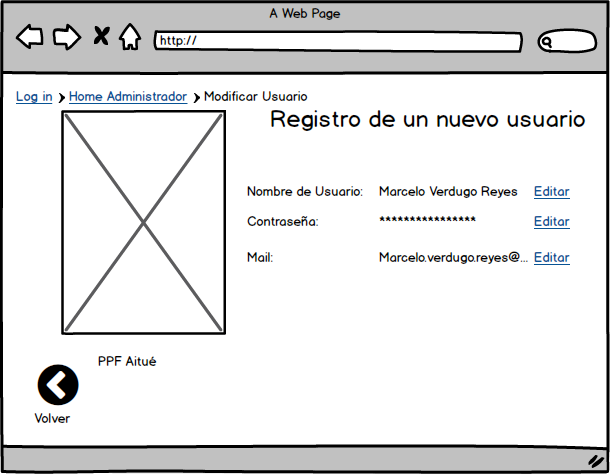 A Web Page
http://
Log in Home Administrador Modificar Usuario
Registro de un nuevo usuario
Nombre de Usuario: Marcelo Verdugo Reyes Editar
Contraseña: **************** Editar
Mail: Marcelo.verdugo.reyes@... Editar
PPF Aitué
Volver